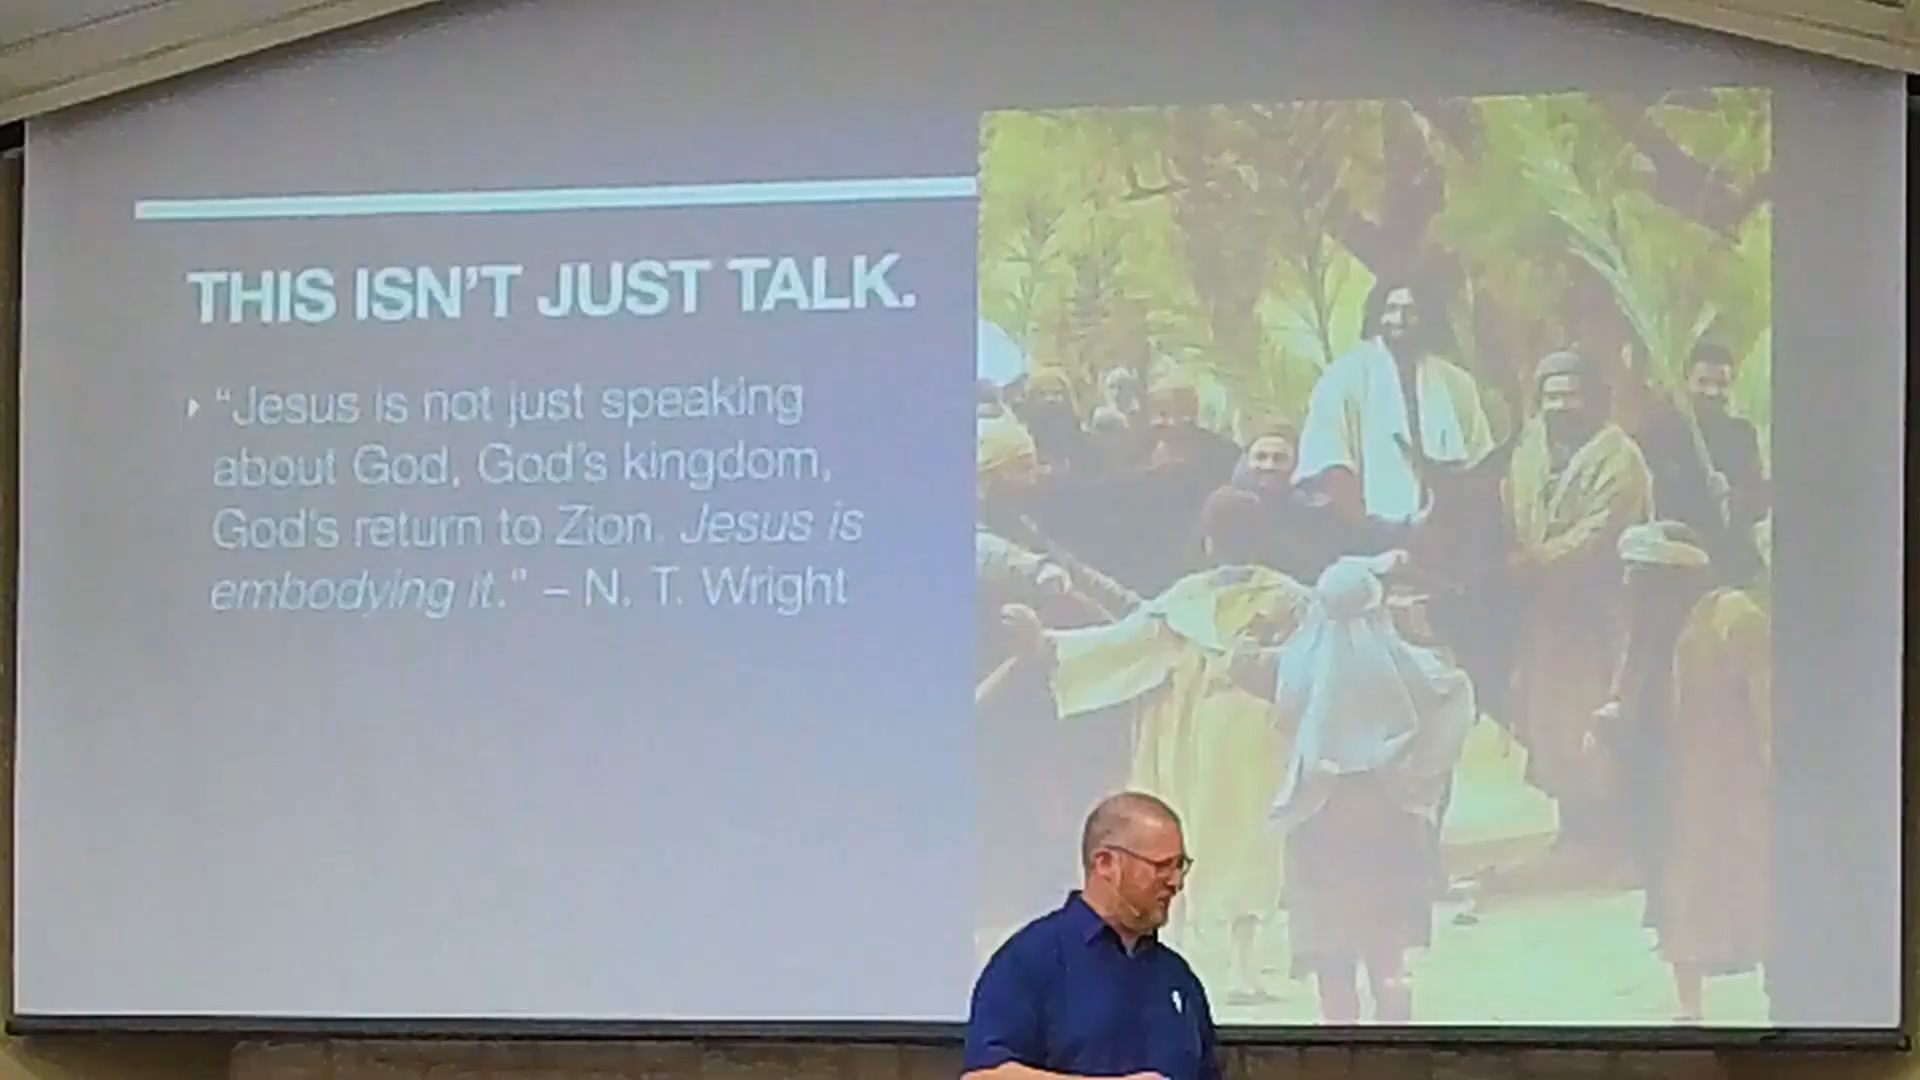 THIS ISN'T JUST TALK.
“Jesus is not just speaking
about God, God's kingdom,
God's return to Zion. Jesus is
embodying it.” – N. T. Wright